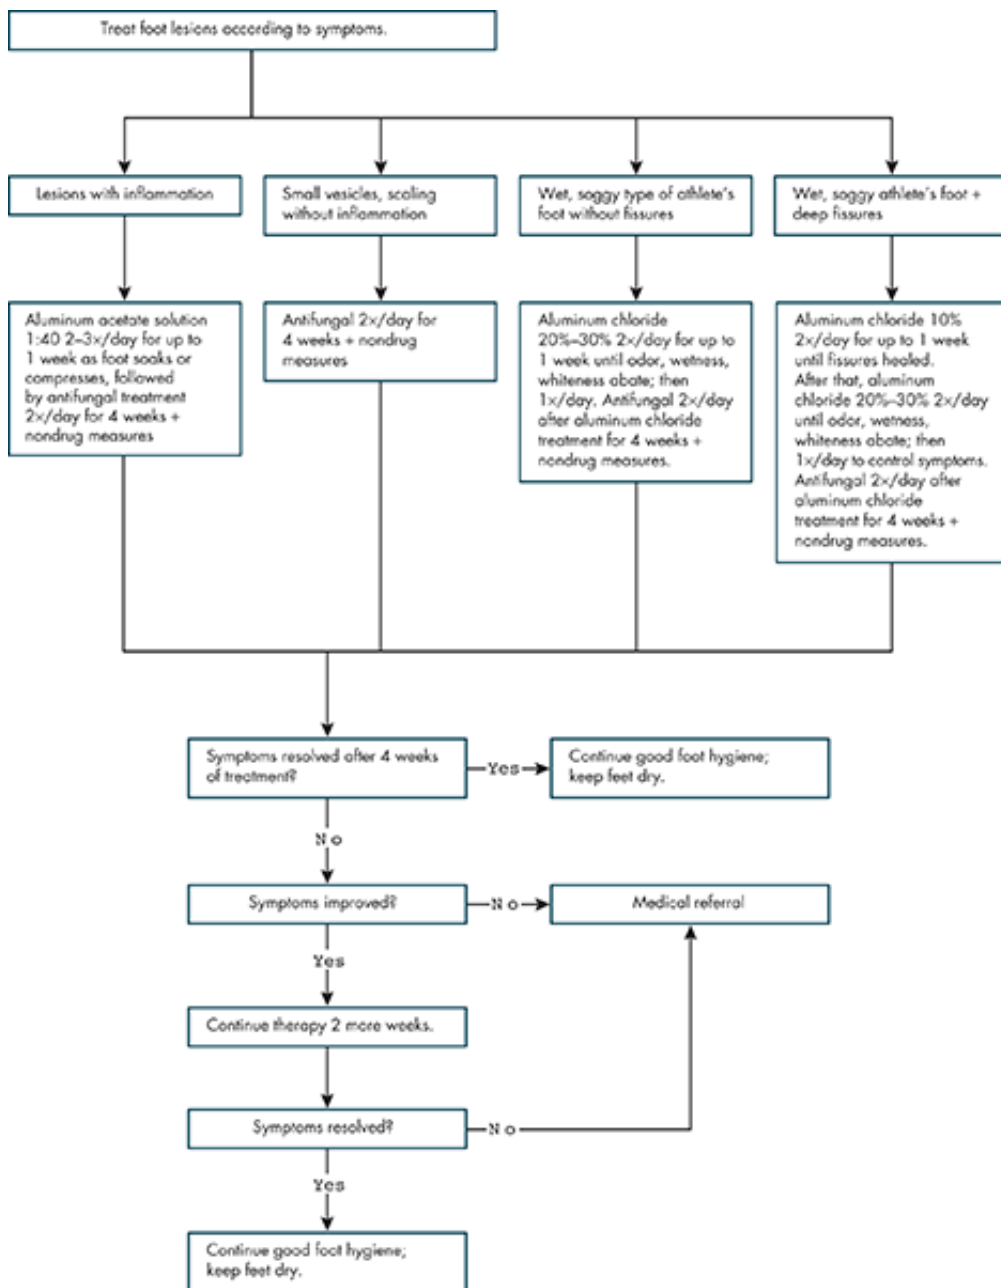 Treat foot lesions according to symptoms.
Lesions with inflammation
Small vesicles, scaling
without inflammation
Wet, soggy type of athlete's
foot without fissures
Wet, soggy athlete's foot +
deep fissures
Aluminum acetate solution
1:40 2–3×/day for up to
1 week as foot soaks or
compresses, followed
by antifungal treatment
2×/day for 4 weeks +
nondrug measures
Antifungal 2×/day for
4 weeks + nondrug
measures
Aluminum chloride
20%–30% 2×/day for up to
1 week until odor, wetness,
whiteness abate; then
1×/day. Antifungal 2×/day
after aluminum chloride
treatment for 4 weeks +
nondrug measures.
Aluminum chloride 10%
2×/day for up to 1 week
until fissures healed.
After that, aluminum
chloride 20%–30% 2×/day
until odor, wetness,
whiteness abate; then
1×/day to control symptoms.
Antifungal 2×/day after
aluminum chloride
treatment for 4 weeks +
nondrug measures.
Symptoms resolved after 4 weeks
of treatment?
Yes
Continue good foot hygiene;
keep feet dry.
No
Symptoms improved?
No
Medical referral
Yes
Continue therapy 2 more weeks.
Symptoms resolved?
No
Yes
Continue good foot hygiene;
keep feet dry.